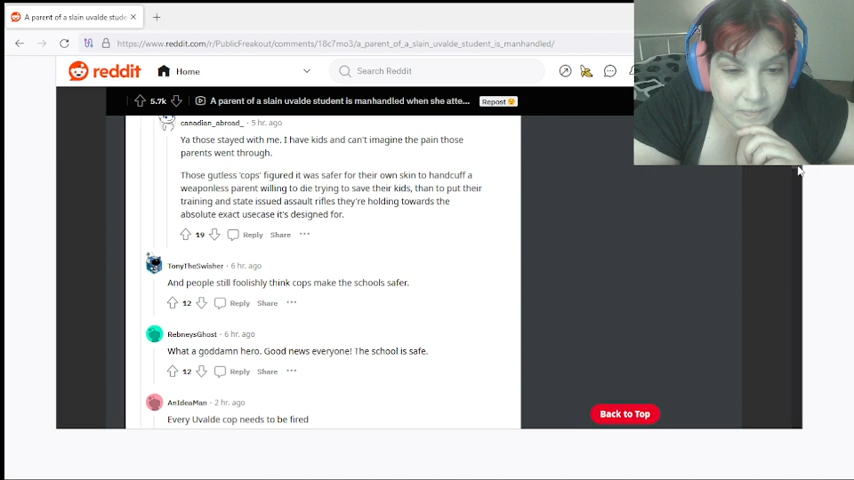 A parent of a slain uvalde stude
https://www.reddit.com/r/PublicFreakout/comments/18c7mo3/a_parent_of_a_slain_uvalde_student_is_manhandled/
reddit Home Search Reddit
5.7k A parent of a slain uvalde student is manhandled when she atte... Repost
canadian_abroad_ · 5 hr. ago
Ya those stayed with me. I have kids and can't imagine the pain those
parents went through.
Those gutless 'cops' figured it was safer for their own skin to handcuff a
weaponless parent willing to die trying to save their kids, than to put their
training and state issued assault rifles they're holding towards the
absolute exact usecase it's designed for.
19 Reply Share
TonyTheSwisher · 6 hr. ago
And people still foolishly think cops make the schools safer.
12 Reply Share
RebneysGhost · 6 hr. ago
What a goddamn hero. Good news everyone! The school is safe.
12 Reply Share
AnIdeaMan · 2 hr. ago
Every Uvalde cop needs to be fired
Back to Top